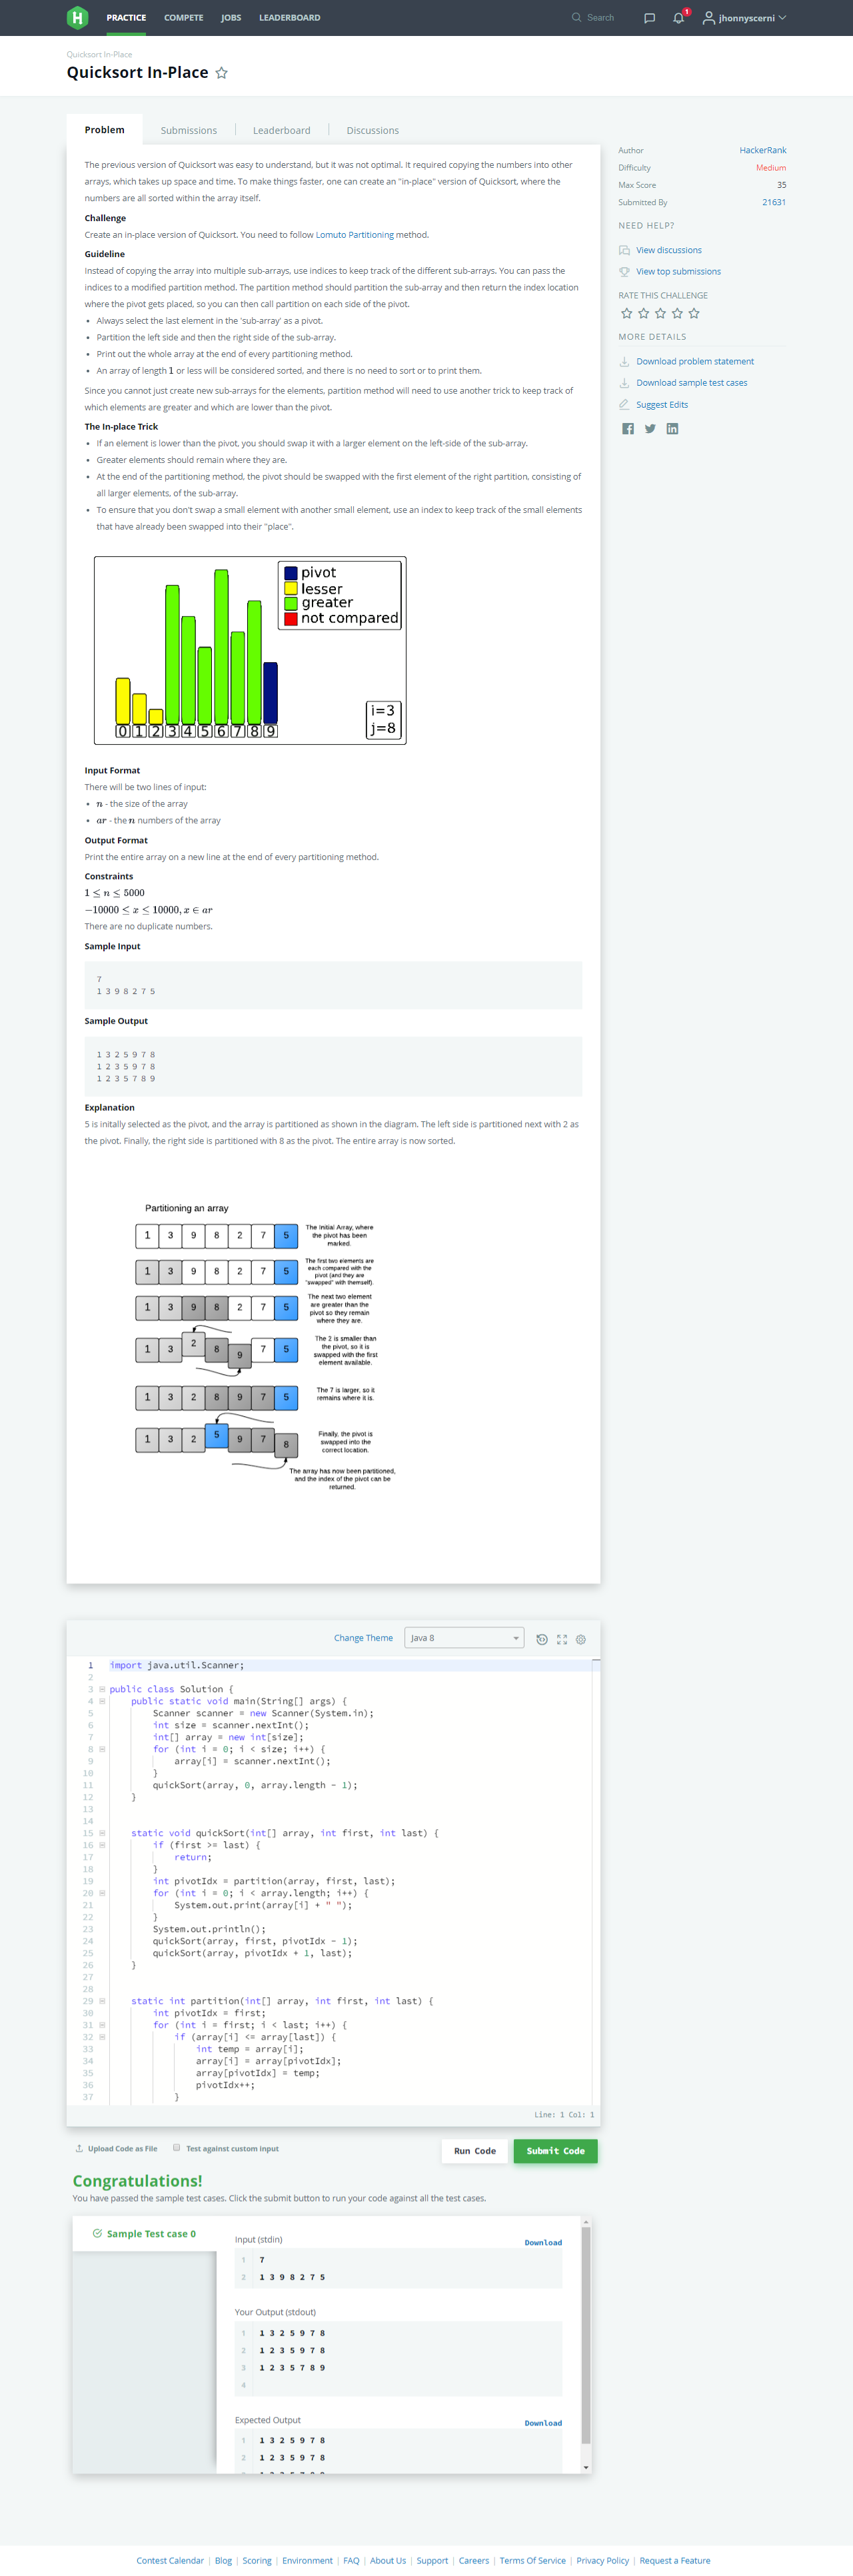 PRACTICE COMPETE JOBS LEADERBOARD Search 1 jhonnyscerni
Quicksort In-Place
Quicksort In-Place
Problem Submissions Leaderboard Discussions
The previous version of Quicksort was easy to understand, but it was not optimal. It required copying the numbers into other
arrays, which takes up space and time. To make things faster, one can create an "in-place" version of Quicksort, where the
numbers are all sorted within the array itself.
Challenge
Create an in-place version of Quicksort. You need to follow Lomuto Partitioning method.
Guideline
Instead of copying the array into multiple sub-arrays, use indices to keep track of the different sub-arrays. You can pass the
indices to a modified partition method. The partition method should partition the sub-array and then return the index location
where the pivot gets placed, so you can then call partition on each side of the pivot.
• Always select the last element in the 'sub-array' as a pivot.
• Partition the left side and then the right side of the sub-array.
• Print out the whole array at the end of every partitioning method.
• An array of length 1 or less will be considered sorted, and there is no need to sort or to print them.
Since you cannot just create new sub-arrays for the elements, partition method will need to use another trick to keep track of
which elements are greater and which are lower than the pivot.
The In-place Trick
• If an element is lower than the pivot, you should swap it with a larger element on the left-side of the sub-array.
• Greater elements should remain where they are.
• At the end of the partitioning method, the pivot should be swapped with the first element of the right partition, consisting of
all larger elements, of the sub-array.
• To ensure that you don't swap a small element with another small element, use an index to keep track of the small elements
that have already been swapped into their "place".
pivot
lesser
greater
not compared
i=3
j=8
0 1 2 3 4 5 6 7 8 9
Input Format
There will be two lines of input:
• n - the size of the array
• ar - the n numbers of the array
Output Format
Print the entire array on a new line at the end of every partitioning method.
Constraints
1 ≤ n ≤ 5000
−10000 ≤ x ≤ 10000, x ∈ ar
There are no duplicate numbers.
Sample Input
7
1 3 9 8 2 7 5
Sample Output
1 3 2 5 9 7 8
1 2 3 5 9 7 8
1 2 3 5 7 8 9
Explanation
5 is initally selected as the pivot, and the array is partitioned as shown in the diagram. The left side is partitioned next with 2 as
the pivot. Finally, the right side is partitioned with 8 as the pivot. The entire array is now sorted.
Partitioning an array
1 3 9 8 2 7 5
The Initial Array, where
the pivot has been
marked.
1 3 9 8 2 7 5
The first two elements are
each compared with the
pivot (and they are
"swapped" with themself).
1 3 9 8 2 7 5
The next two element
are greater than the
pivot so they remain
where they are.
1 3 2 8 9 7 5
The 2 is smaller than
the pivot, so it is
swapped with the first
element available.
1 3 2 8 9 7 5
The 7 is larger, so it
remains where it is.
1 3 2 5 9 7 8
Finally, the pivot is
swapped into the
correct location.
The array has now been partitioned,
and the index of the pivot can be
returned.
Author HackerRank
Difficulty Medium
Max Score 35
Submitted By 21631
NEED HELP?
View discussions
View top submissions
RATE THIS CHALLENGE
MORE DETAILS
Download problem statement
Download sample test cases
Suggest Edits
Change Theme Java 8
1 import java.util.Scanner;
2
3 public class Solution {
4 public static void main(String[] args) {
5 Scanner scanner = new Scanner(System.in);
6 int size = scanner.nextInt();
7 int[] array = new int[size];
8 for (int i = 0; i < size; i++) {
9 array[i] = scanner.nextInt();
10 }
11 quickSort(array, 0, array.length - 1);
12 }
13
14
15 static void quickSort(int[] array, int first, int last) {
16 if (first >= last) {
17 return;
18 }
19 int pivotIdx = partition(array, first, last);
20 for (int i = 0; i < array.length; i++) {
21 System.out.print(array[i] + " ");
22 }
23 System.out.println();
24 quickSort(array, first, pivotIdx - 1);
25 quickSort(array, pivotIdx + 1, last);
26 }
27
28
29 static int partition(int[] array, int first, int last) {
30 int pivotIdx = first;
31 for (int i = first; i < last; i++) {
32 if (array[i] <= array[last]) {
33 int temp = array[i];
34 array[i] = array[pivotIdx];
35 array[pivotIdx] = temp;
36 pivotIdx++;
37 }
Line: 1 Col: 1
Upload Code as File Test against custom input Run Code Submit Code
Congratulations!
You have passed the sample test cases. Click the submit button to run your code against all the test cases.
Sample Test case 0
Input (stdin) Download
1 7
2 1 3 9 8 2 7 5
Your Output (stdout)
1 1 3 2 5 9 7 8
2 1 2 3 5 9 7 8
3 1 2 3 5 7 8 9
4
Expected Output Download
1 1 3 2 5 9 7 8
2 1 2 3 5 9 7 8
Contest Calendar | Blog | Scoring | Environment | FAQ | About Us | Support | Careers | Terms Of Service | Privacy Policy | Request a Feature